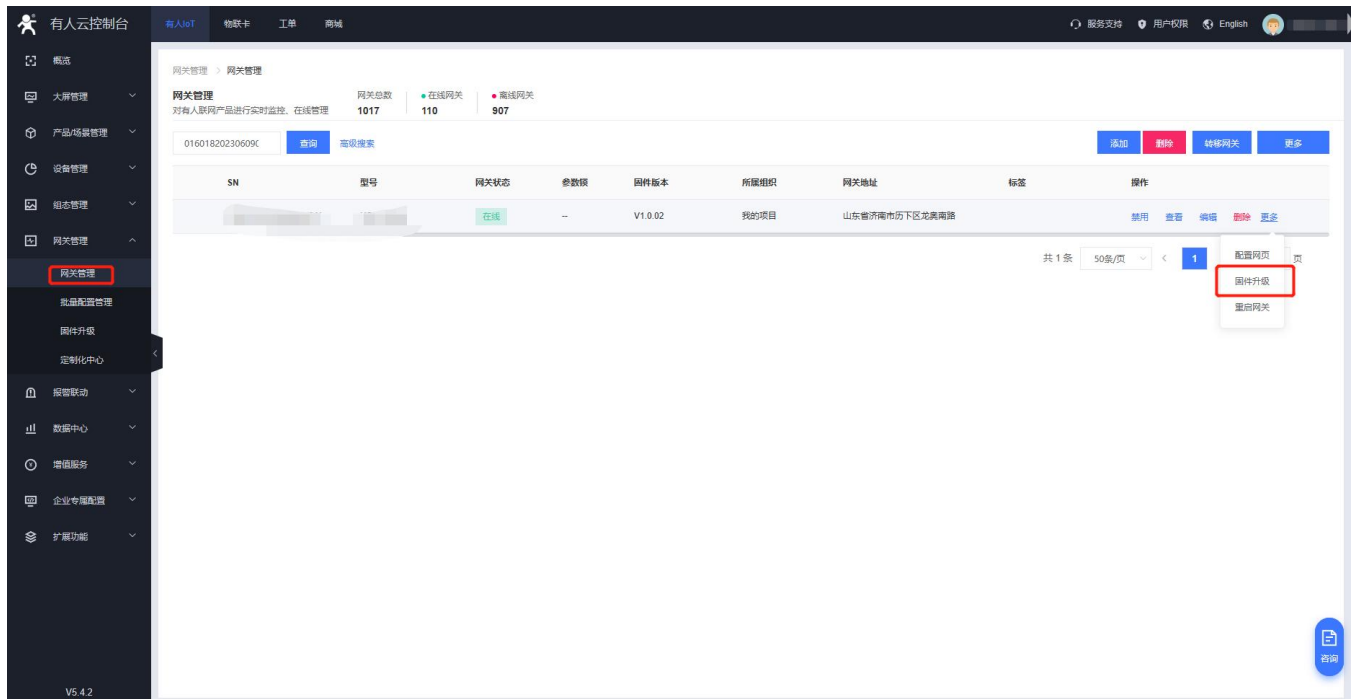 有人云控制台
有人IoT 物联卡 工单 商城
服务支持 用户权限 English
概览
大屏管理
产品/场景管理
设备管理
组态管理
网关管理
网关管理
批量配置管理
固件升级
定制化中心
报警联动
数据中心
增值服务
企业专属配置
扩展功能
V5.4.2
网关管理 > 网关管理
网关管理 网关总数 在线网关 离线网关
对有人联网产品进行实时监控、在线管理 1017 110 907
01601820230609( 查询 高级搜索 添加 删除 转移网关 更多
SN 型号 网关状态 参数锁 固件版本 所属组织 网关地址 标签 操作
在线 -- V1.0.02 我的项目 山东省济南市历下区龙奥南路 禁用 查看 编辑 删除 更多
共 1 条 50条/页 < 1 页
配置网页
固件升级
重启网关
咨询